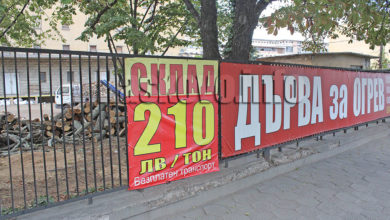 СКЛАД
210
ЛВ / ТОН
Безплатен транспорт
ДЪРВА за ОГРЕВ